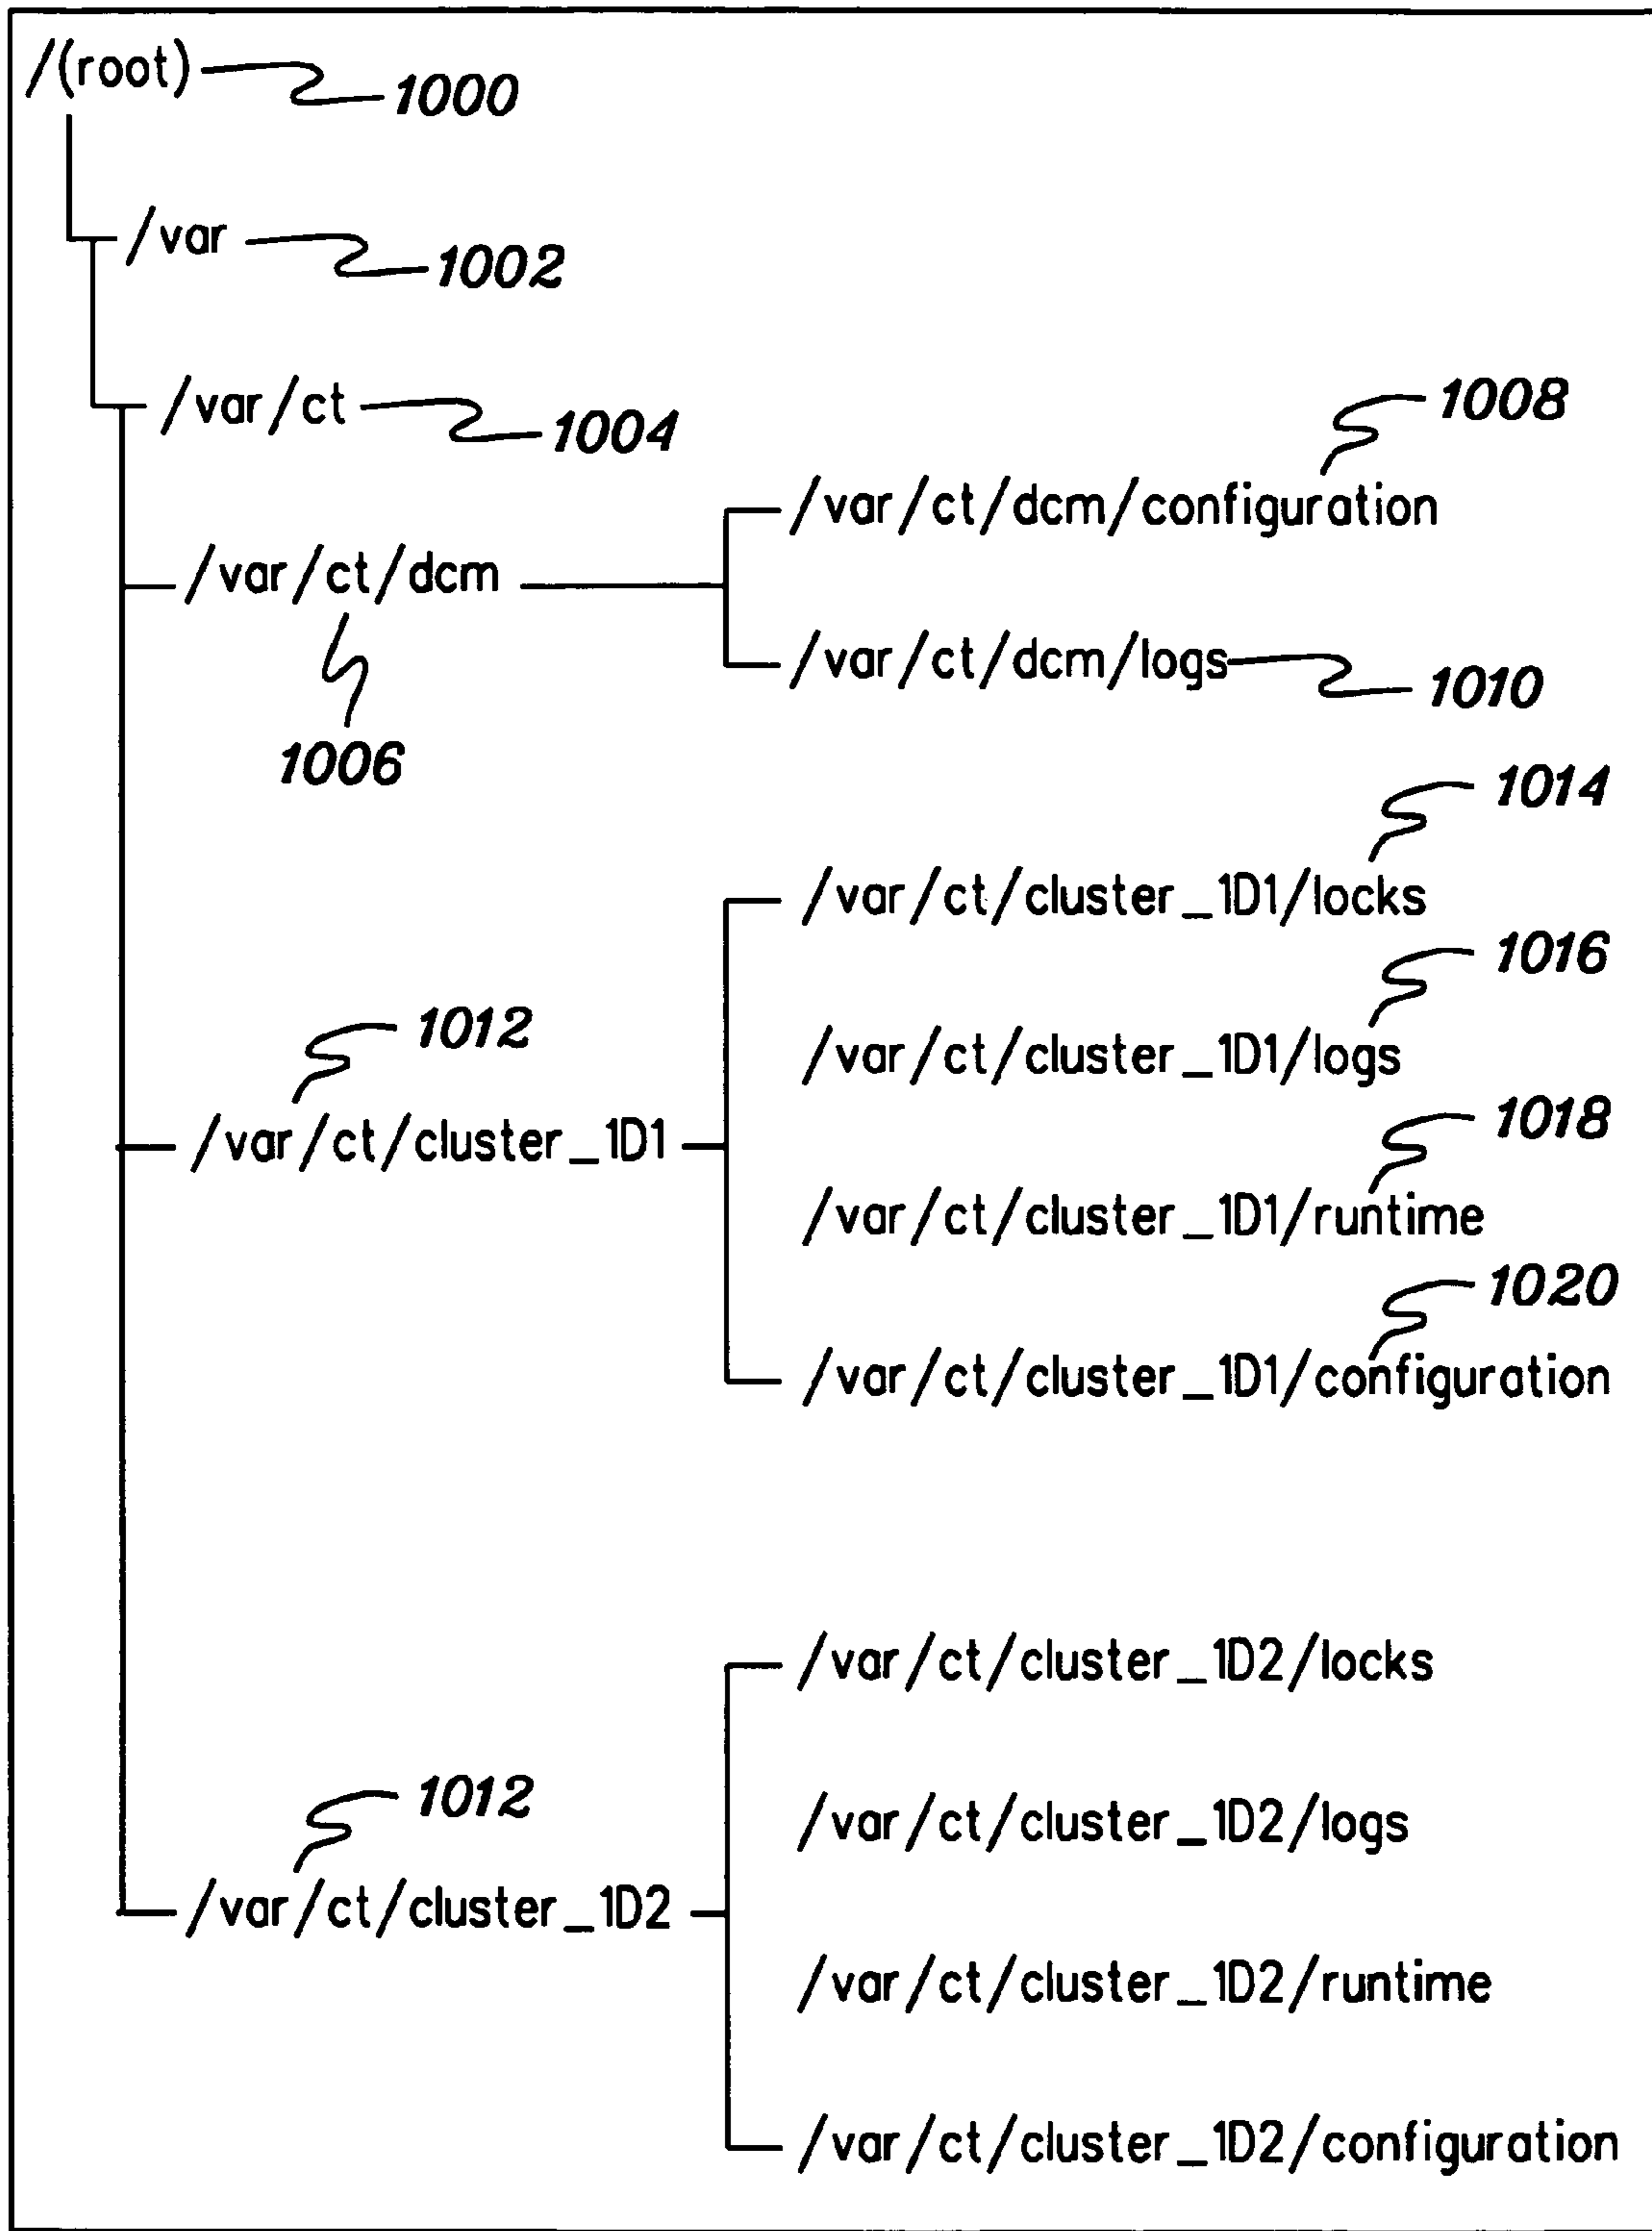 /(root) 1000
/var 1002
/var/ct 1004
1008
/var/ct/dcm/configuration
/var/ct/dcm
/var/ct/dcm/logs 1010
1006
1014
/var/ct/cluster_1D1/locks
1016
1012
/var/ct/cluster_1D1/logs
1018
/var/ct/cluster_1D1
/var/ct/cluster_1D1/runtime
1020
/var/ct/cluster_1D1/configuration
/var/ct/cluster_1D2/locks
1012
/var/ct/cluster_1D2/logs
/var/ct/cluster_1D2
/var/ct/cluster_1D2/runtime
/var/ct/cluster_1D2/configuration